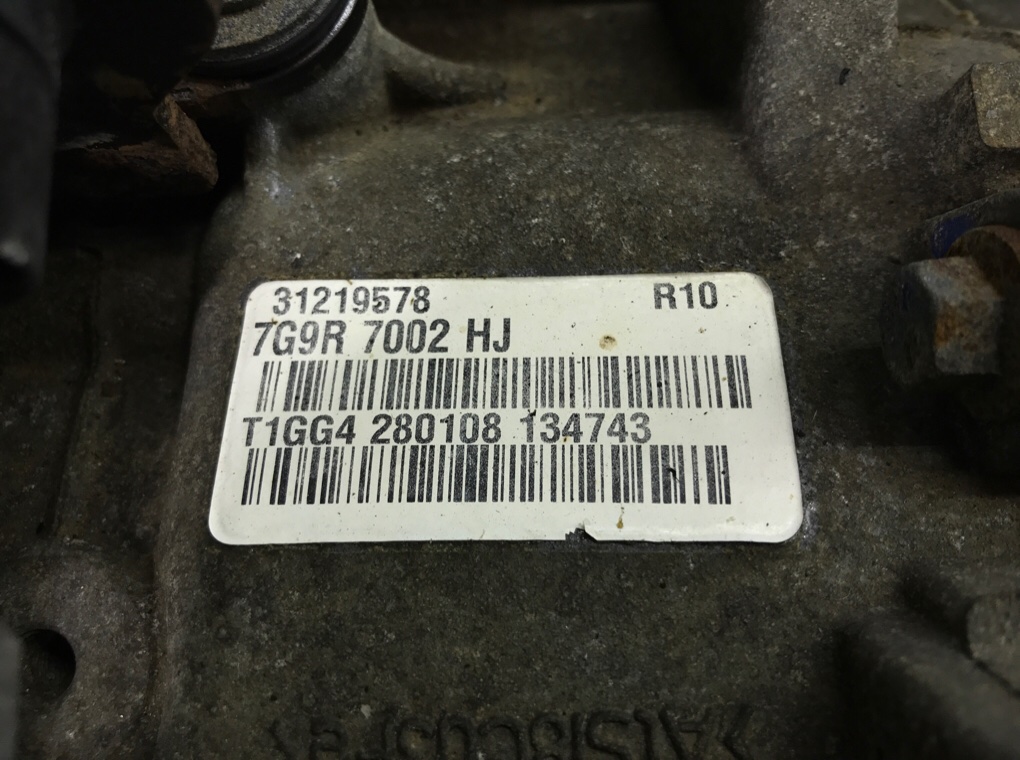 31219578 R10
7G9R 7002 HJ
T1GG4 280108 134743